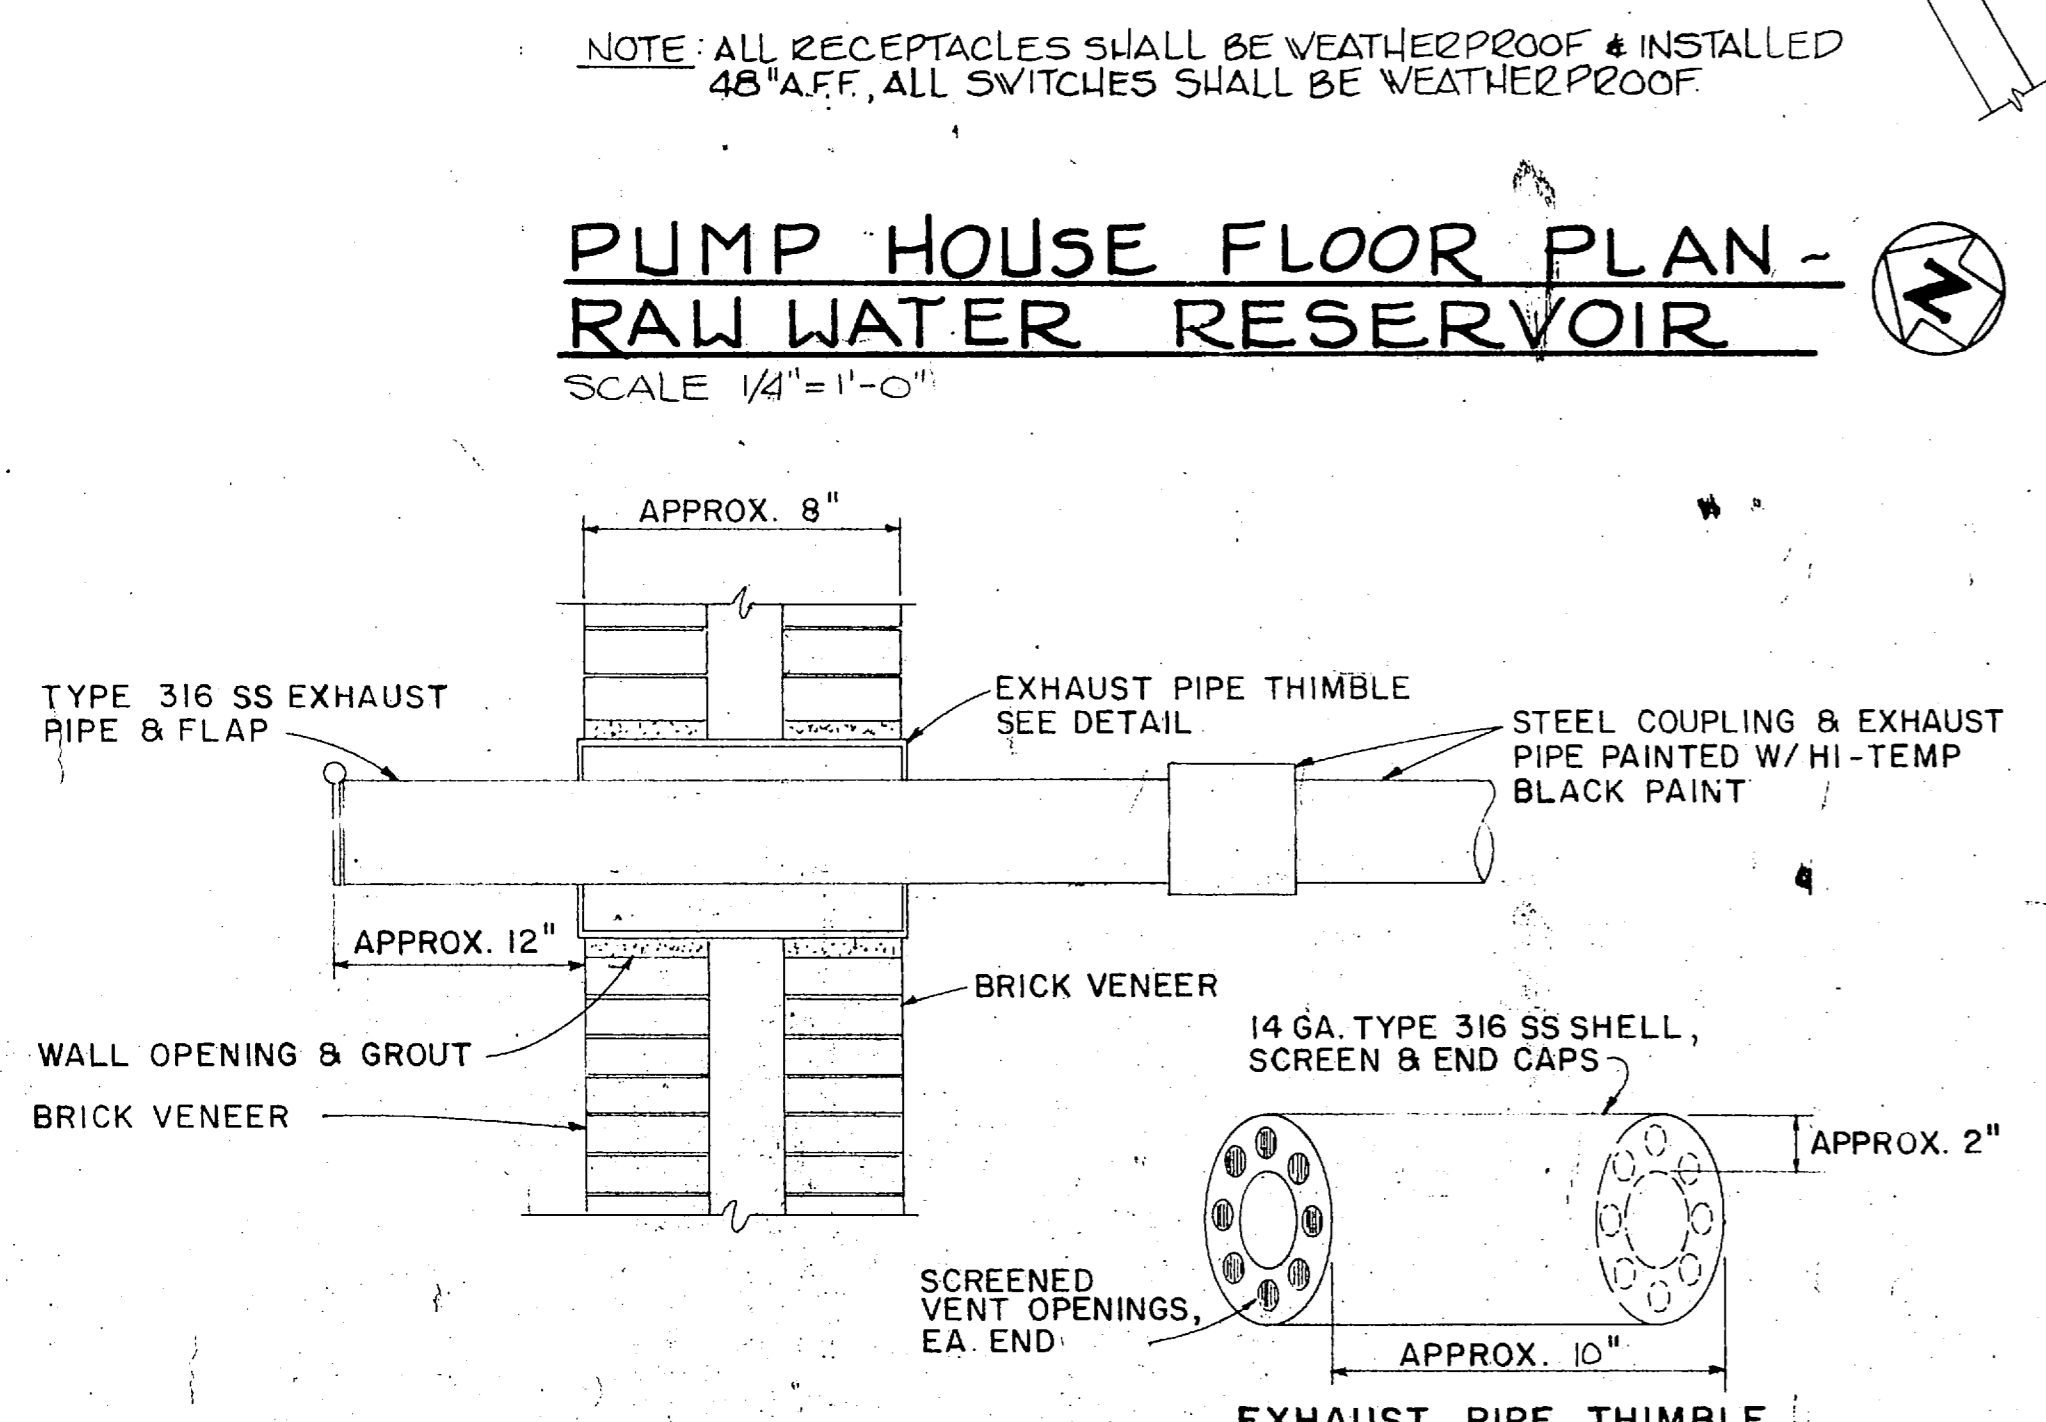 NOTE: ALL RECEPTACLES SHALL BE WEATHERPROOF & INSTALLED
48" A.F.F., ALL SWITCHES SHALL BE WEATHERPROOF.
PUMP HOUSE FLOOR PLAN -
RAW WATER RESERVOIR
N
SCALE 1/4" = 1'-0"
APPROX. 8"
TYPE 316 SS EXHAUST
PIPE & FLAP
EXHAUST PIPE THIMBLE
SEE DETAIL
STEEL COUPLING & EXHAUST
PIPE PAINTED W/ HI-TEMP
BLACK PAINT
APPROX. 12"
BRICK VENEER
WALL OPENING & GROUT
BRICK VENEER
14 GA. TYPE 316 SS SHELL,
SCREEN & END CAPS
APPROX. 2"
SCREENED
VENT OPENINGS,
EA. END
APPROX. 10"
EXHAUST PIPE THIMBLE